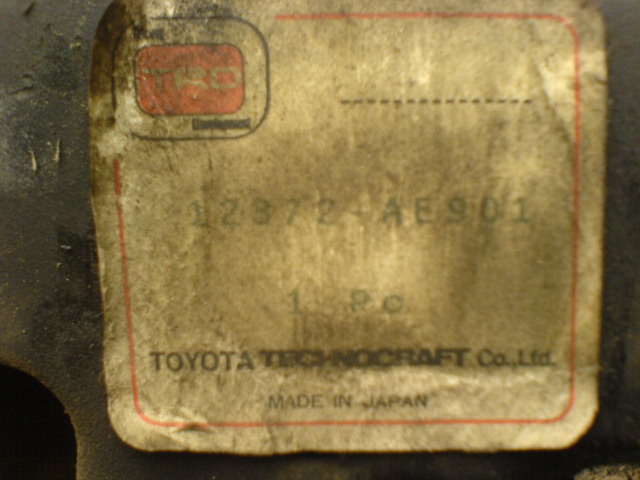 TRD
12372-AE901
1 Pc
TOYOTA TECHNOCRAFT Co.,Ltd.
MADE IN JAPAN